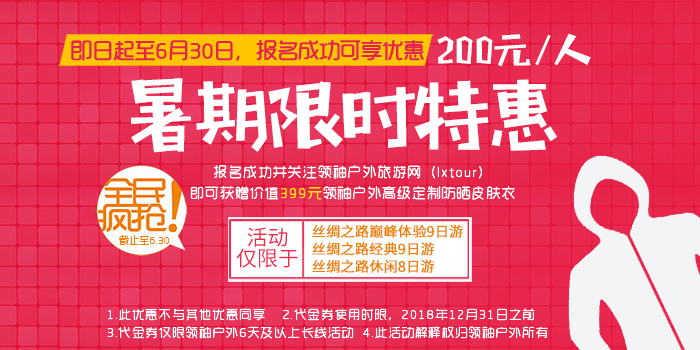 即日起至6月30日，报名成功可享优惠 200元/人
暑期限时特惠
报名成功并关注领袖户外旅游网（lxtour）
即可获赠价值399元领袖户外高级定制防晒皮肤衣
全民
疯抢！
截止至6.30
活动
仅限于
丝绸之路巅峰体验9日游
丝绸之路经典9日游
丝绸之路休闲8日游
1.此优惠不与其他优惠同享 2.代金券使用时限，2018年12月31日之前
3.代金券仅限领袖户外6天及以上长线活动 4.此活动解释权归领袖户外所有